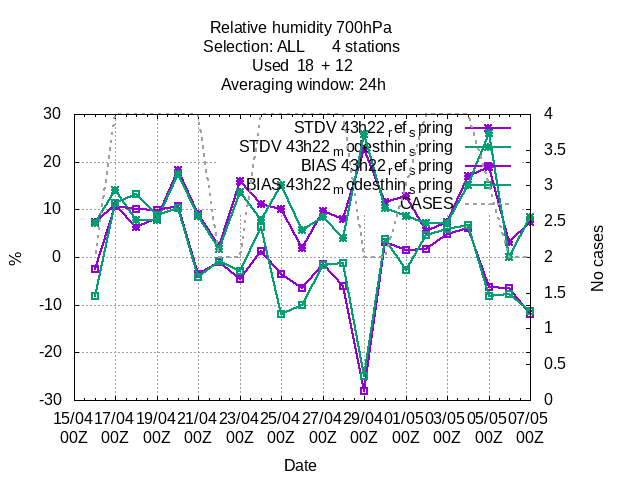 Relative humidity 700hPa
Selection: ALL 4 stations
Used 18 + 12
Averaging window: 24h
STDV 43h22_ref_spring
STDV 43h22_modesthin_spring
BIAS 43h22_ref_spring
BIAS 43h22_modesthin_spring
CASES
%
30
20
10
0
-10
-20
-30
No cases
4
3.5
3
2.5
2
1.5
1
0.5
0
15/04 17/04 19/04 21/04 23/04 25/04 27/04 29/04 01/05 03/05 05/05 07/05
00Z 00Z 00Z 00Z 00Z 00Z 00Z 00Z 00Z 00Z 00Z 00Z
Date